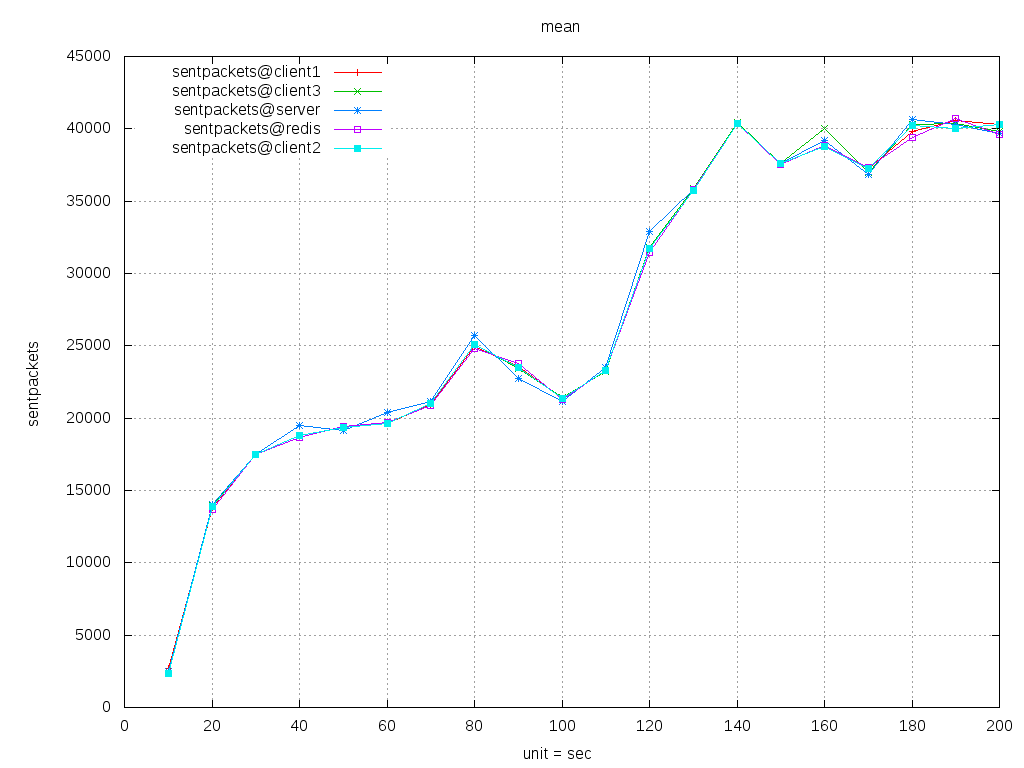 mean
45000
40000
35000
30000
25000
20000
15000
10000
5000
0
sentpackets
sentpackets@client1
sentpackets@client3
sentpackets@server
sentpackets@redis
sentpackets@client2
0 20 40 60 80 100 120 140 160 180 200
unit = sec